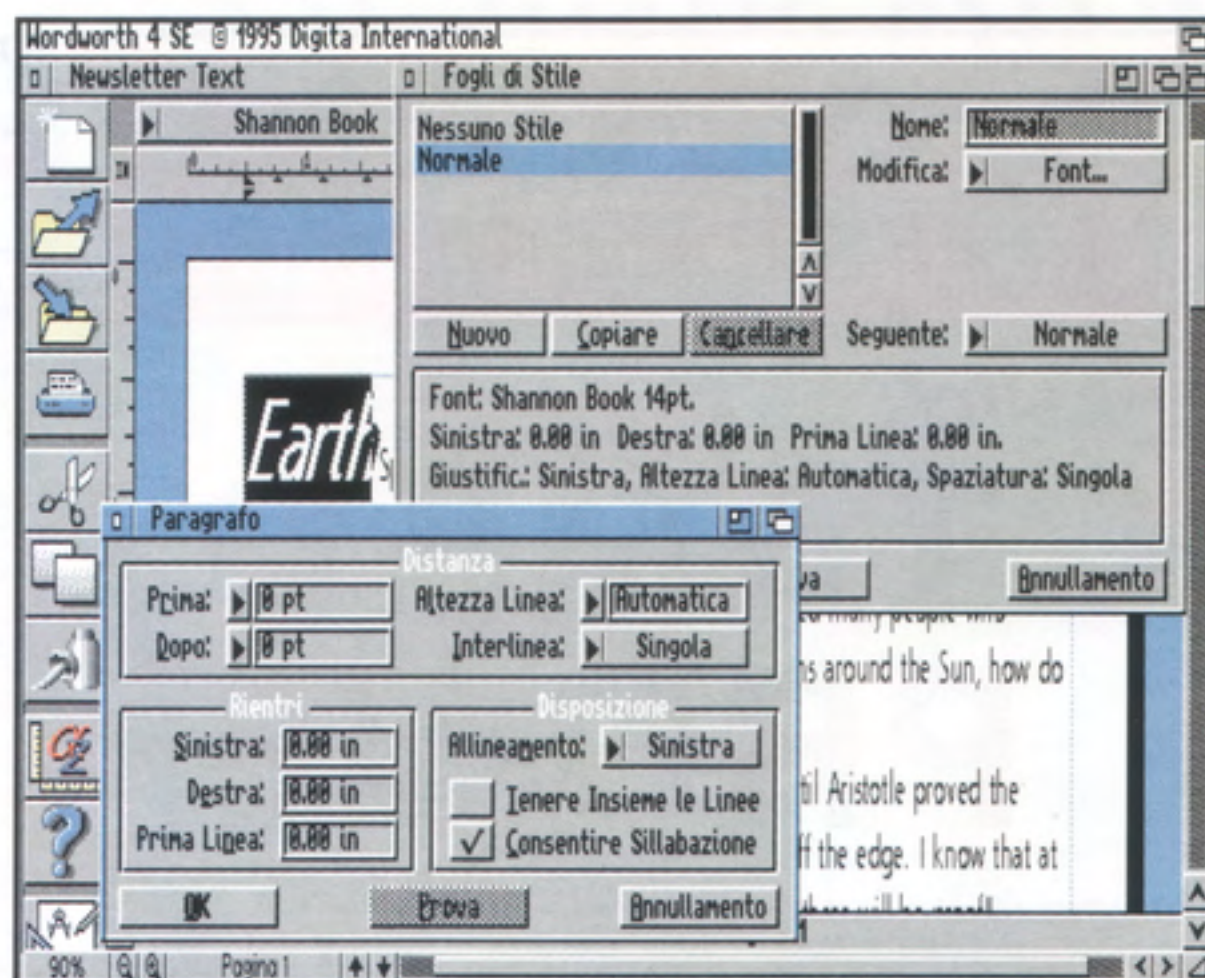 Wordworth 4 SE © 1995 Digita International
Newsletter Text
Fogli di Stile
Shannon Book
Nessuno Stile
Normale
Nome: Normale
Modifica: Font...
Nuovo
Copiare
Cancellare
Seguente: Normale
Font: Shannon Book 14pt.
Sinistra: 0.00 in Destra: 0.00 in Prima Linea: 0.00 in.
Giustific.: Sinistra, Altezza Linea: Automatica, Spaziatura: Singola
Annullamento
Earth
Paragrafo
Distanza
Prima: 0 pt
Altezza Linea: Automatica
Dopo: 0 pt
Interlinea: Singola
Rientri
Sinistra: 0.00 in
Destra: 0.00 in
Prima Linea: 0.00 in
Disposizione
Allineamento: Sinistra
Tenere Insieme le Linee
Consentire Sillabazione
OK
Prova
Annullamento
many people who
around the Sun, how do
Aristotle proved the
the edge. I know that at
90%
Pagina 1